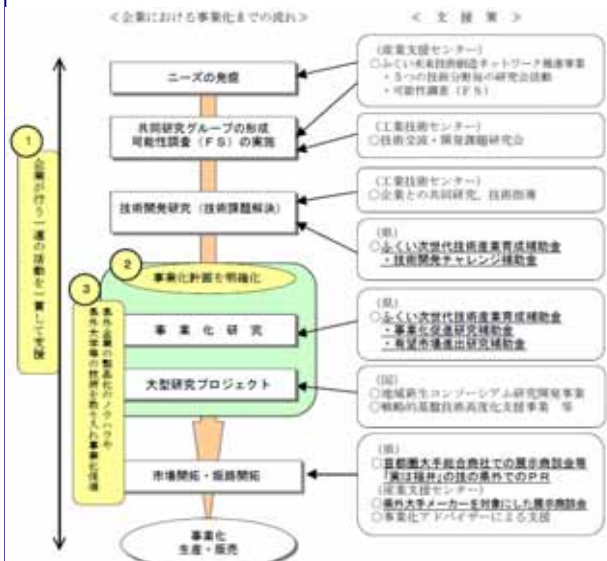 ≪企業における事業化までの流れ≫
≪支援策≫
ニーズの発掘
共同研究グループの形成
可能性調査(FS)の実施
技術開発研究(技術課題解決)
②
事業化計画を明確化
事業化研究
大型研究プロジェクト
市場開拓・販路開拓
事業化
生産・販売
①
企業が行う一連の活動を一貫して支援
③
県外企業の製品化のノウハウや
県外大学等の技術を取り入れ事業化促進
(産業支援センター)
○ふくい未来技術創造ネットワーク推進事業
・5つの技術分野毎の研究会活動
・可能性調査(FS)
(工業技術センター)
○技術交流・開発課題研究会
(工業技術センター)
○企業との共同研究、技術指導
(県)
○ふくい次世代技術産業育成補助金
・技術開発チャレンジ補助金
(県)
○ふくい次世代技術産業育成補助金
・事業化促進研究補助金
・有望市場進出研究補助金
(国)
○地域新生コンソーシアム研究開発事業
○戦略的基盤技術高度化支援事業 等
(県)
○首都圏大手総合商社での展示商談会等
「実は福井」の技の県外でのPR
(産業支援センター)
○県外大手メーカーを対象にした展示商談会
○事業化アドバイザーによる支援